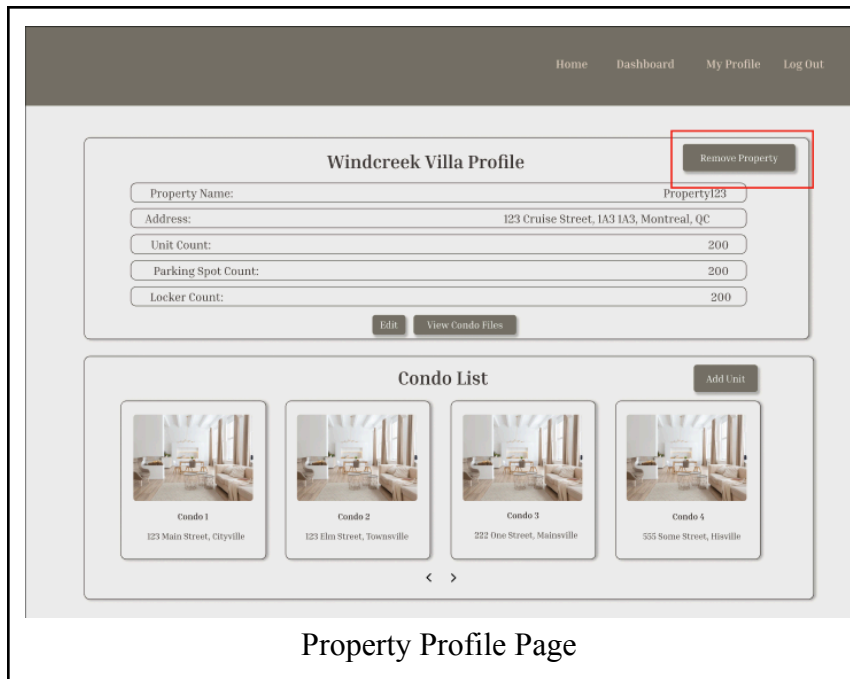 Home Dashboard My Profile Log Out
Windcreek Villa Profile Remove Property
Property Name: Property123
Address: 123 Cruise Street, 1A3 1A3, Montreal, QC
Unit Count: 200
Parking Spot Count: 200
Locker Count: 200
Edit View Condo Files
Condo List Add Unit
Condo 1 Condo 2 Condo 3 Condo 4
123 Main Street, Cityville 123 Elm Street, Townsville 222 One Street, Mainsville 555 Some Street, Hisville
< >
Property Profile Page